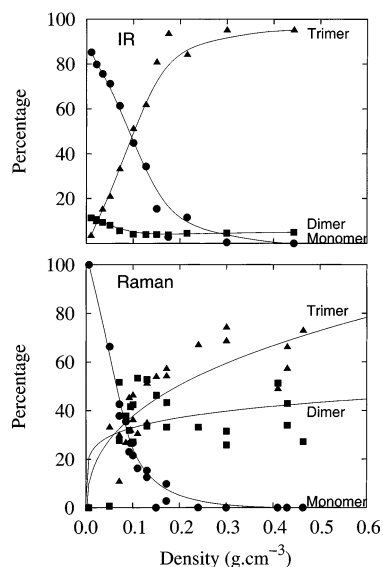 100
IR
Trimer
80
60
Percentage
40
20
Dimer
Monomer
100
Raman
80
Trimer
60
Percentage
40
Dimer
20
0
Monomer
0.0 0.1 0.2 0.3 0.4 0.5 0.6
Density (g.cm⁻³)